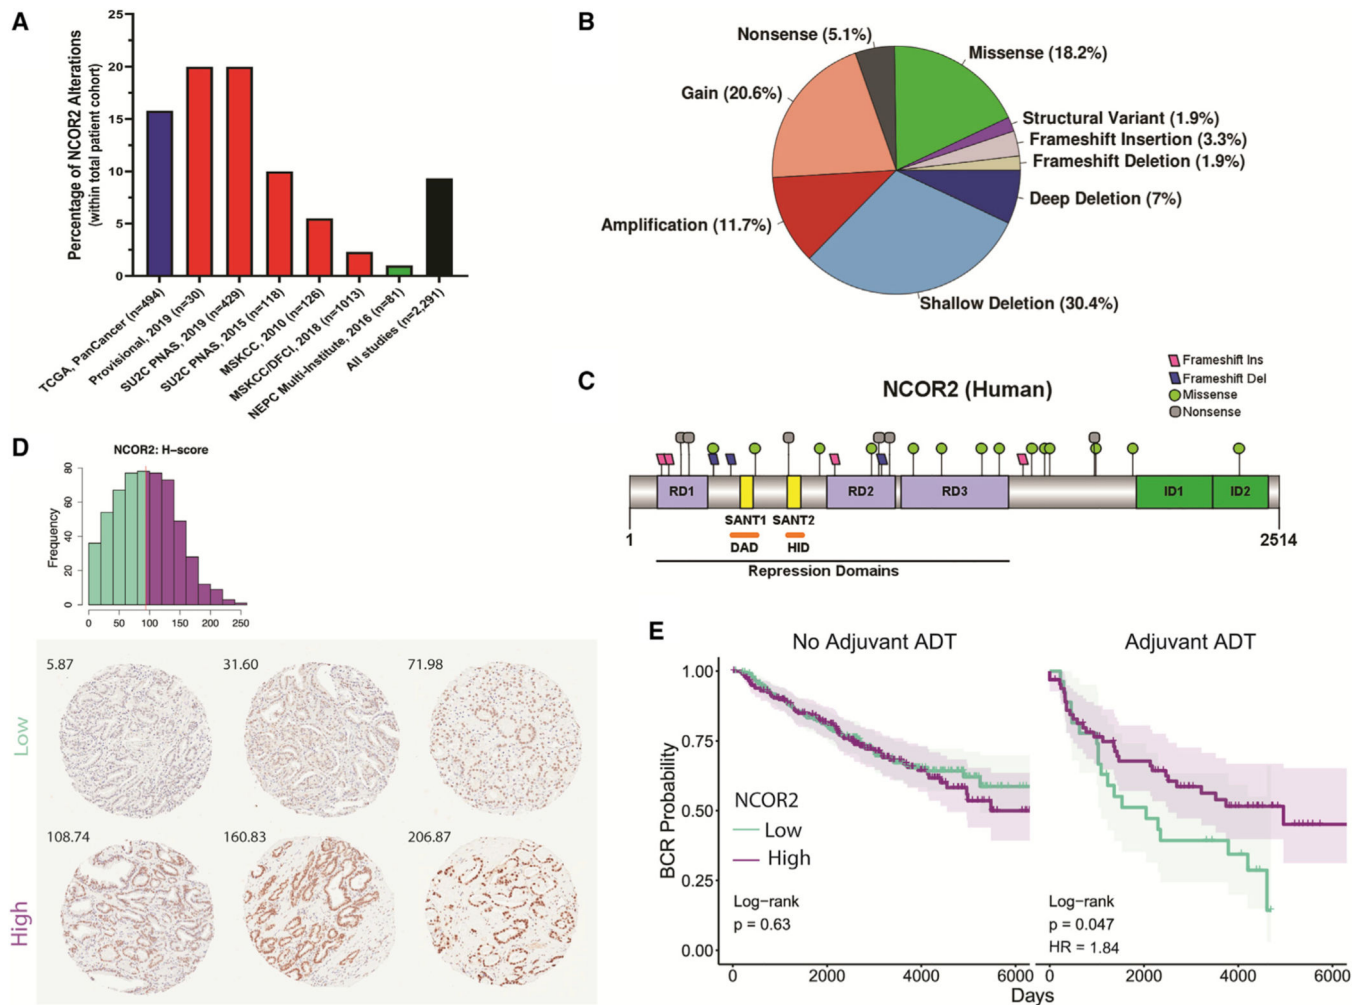 A
Percentage of NCOR2 Alterations
(within total patient cohort)
25
20
15
10
5
0
TCGA, PanCancer (n=494)
Provisional, 2019 (n=30)
SU2C PNAS, 2019 (n=429)
SU2C PNAS, 2015 (n=118)
MSKCC, 2010 (n=126)
MSKCC/DFCI, 2018 (n=1013)
NEPC Multi-Institute, 2016 (n=81)
All studies (n=2,291)
B
Nonsense (5.1%)
Missense (18.2%)
Gain (20.6%)
Structural Variant (1.9%)
Frameshift Insertion (3.3%)
Frameshift Deletion (1.9%)
Deep Deletion (7%)
Amplification (11.7%)
Shallow Deletion (30.4%)
C
NCOR2 (Human)
Frameshift Ins
Frameshift Del
Missense
Nonsense
RD1 RD2 RD3 ID1 ID2
SANT1 SANT2
DAD HID
1 2514
Repression Domains
D
NCOR2: H-score
Frequency
80
60
40
20
0
0 50 100 150 200 250
Low
5.87 31.60 71.98
High
108.74 160.83 206.87
E
No Adjuvant ADT Adjuvant ADT
BCR Probability
1.00
0.75
0.50
0.25
0.00
NCOR2
Low
High
Log-rank
p = 0.63
Log-rank
p = 0.047
HR = 1.84
0 2000 4000 6000 0 2000 4000 6000
Days